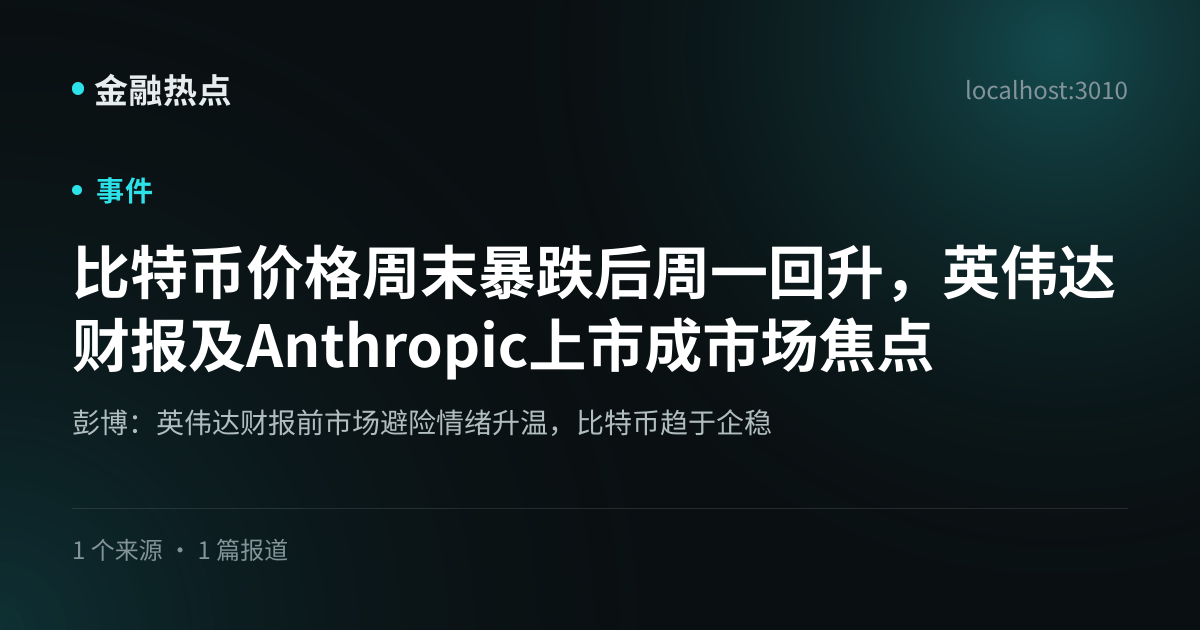 金融热点
localhost:3010
事件
比特币价格周末暴跌后周一回升，英伟达
财报及Anthropic上市成市场焦点
彭博：英伟达财报前市场避险情绪升温，比特币趋于企稳
1 个来源 · 1 篇报道